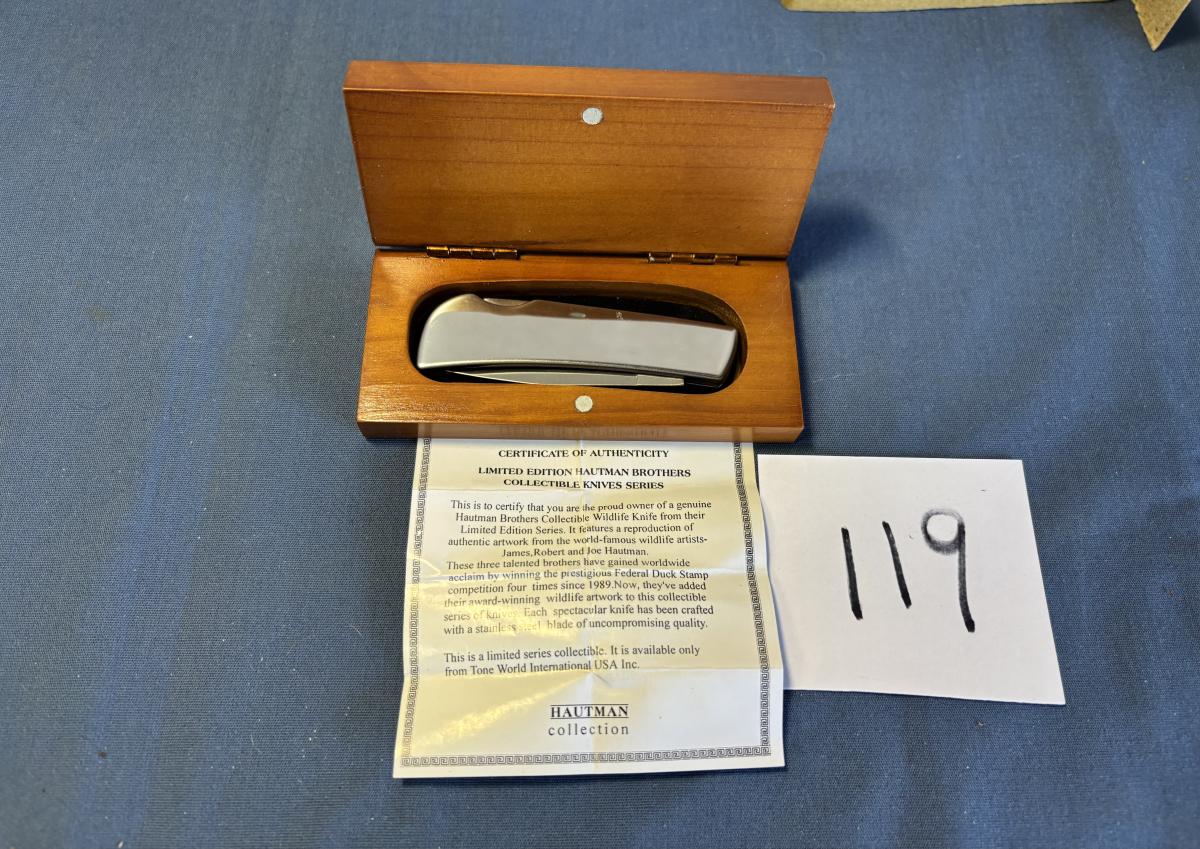 CERTIFICATE OF AUTHENTICITY
LIMITED EDITION HAUTMAN BROTHERS
COLLECTIBLE KNIVES SERIES
This is to certify that you are the proud owner of a genuine
Hautman Brothers Collectible Wildlife Knife from their
Limited Edition Series. It features a reproduction of
authentic artwork from the world-famous wildlife artists-
James,Robert and Joe Hautman.
These three talented brothers have gained worldwide
acclaim by winning the prestigious Federal Duck Stamp
competition four times since 1989.Now, they've added
their award-winning wildlife artwork to this collectible
series of knives. Each spectacular knife has been crafted
with a stainless steel blade of uncompromising quality.
This is a limited series collectible. It is available only
from Tone World International USA Inc.
HAUTMAN
collection
119